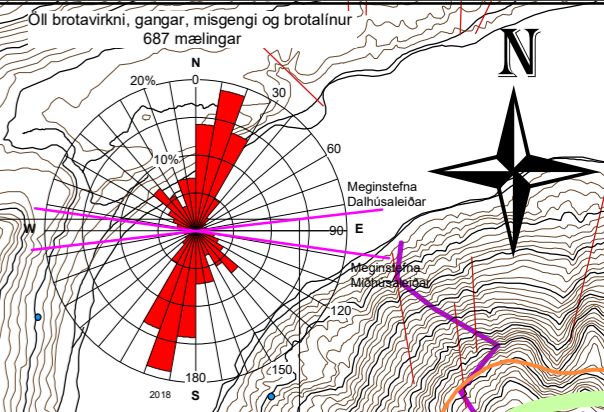 Öll brotavirkni, gangar, misgengi og brotalínur
687 mælingar
N
N
0
20%
30
10%
60
Meginstefna
Dalhúsaleiðar
W
90
E
Meginstefna
Miðhúsaleiðar
120
150
180
2018
S